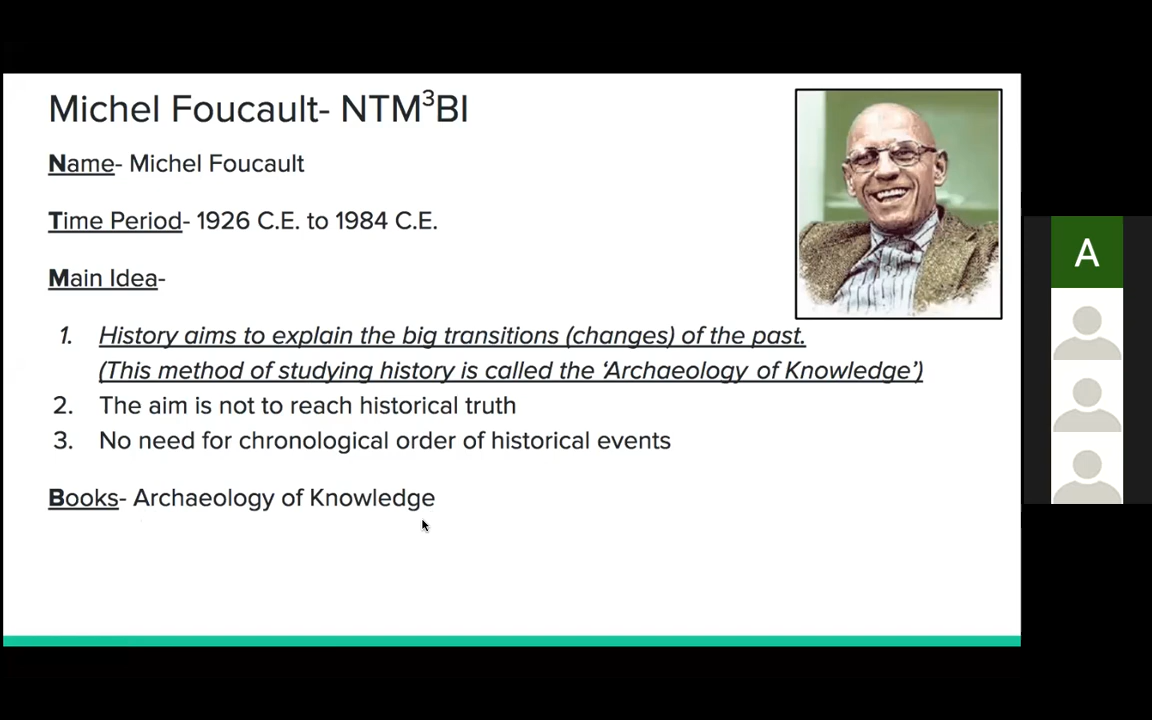 Michel Foucault- NTM³BI
Name- Michel Foucault
Time Period- 1926 C.E. to 1984 C.E.
Main Idea-
1. History aims to explain the big transitions (changes) of the past.
(This method of studying history is called the ‘Archaeology of Knowledge’)
2. The aim is not to reach historical truth
3. No need for chronological order of historical events
Books- Archaeology of Knowledge
A